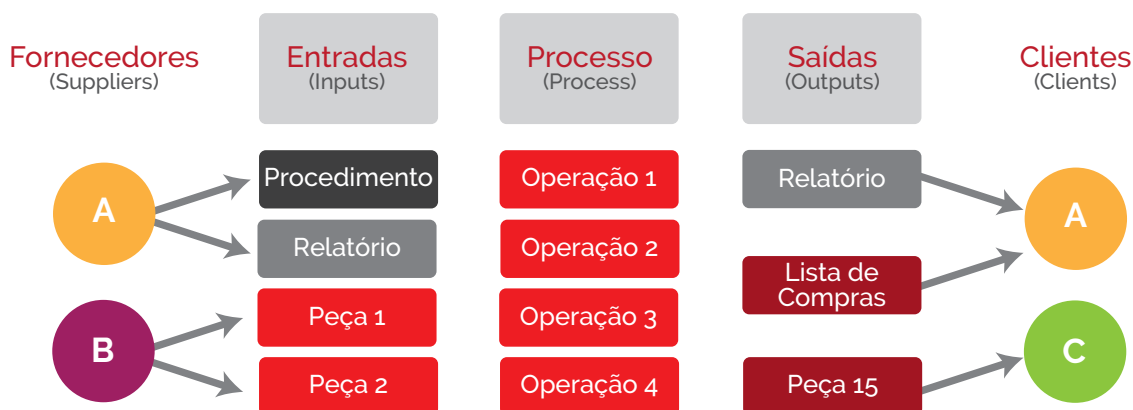 Fornecedores
(Suppliers)
Entradas
(Inputs)
Processo
(Process)
Saídas
(Outputs)
Clientes
(Clients)
A
Procedimento
Relatório
B
Peça 1
Peça 2
Operação 1
Operação 2
Operação 3
Operação 4
Relatório
Lista de
Compras
Peça 15
A
C